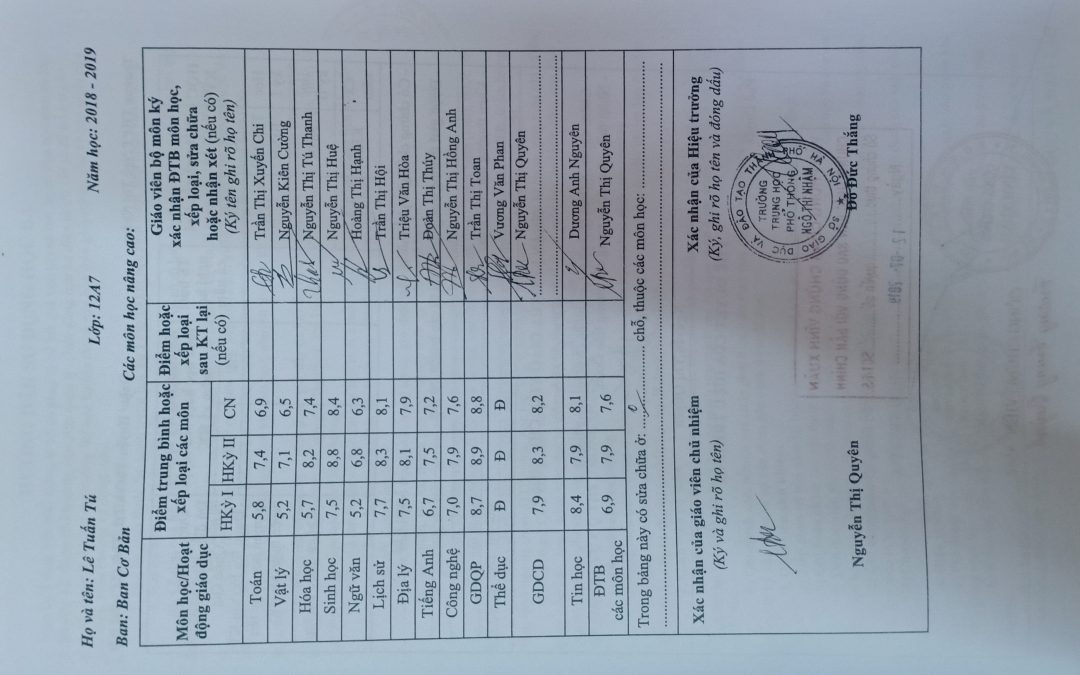 Họ và tên: Lê Tuấn Tú Lớp: 12A7 Năm học: 2018 - 2019
Ban: Ban Cơ Bản Các môn học nâng cao:
Môn học/Hoạt động giáo dục
Điểm trung bình hoặc xếp loại các môn
HKỳ I HKỳ II CN
Điểm hoặc xếp loại sau KT lại (nếu có)
Giáo viên bộ môn ký xác nhận ĐTB môn học, xếp loại, sửa chữa hoặc nhận xét (nếu có)
(Ký tên ghi rõ họ tên)
Toán 5,8 7,4 6,9 Trần Thị Xuyến Chi
Vật lý 5,2 7,1 6,5 Nguyễn Kiên Cường
Hóa học 5,7 8,2 7,4 Nguyễn Thị Tú Thanh
Sinh học 7,5 8,8 8,4 Nguyễn Thị Huệ
Ngữ văn 5,2 6,8 6,3 Hoàng Thị Hạnh
Lịch sử 7,7 8,3 8,1 Trần Thị Hội
Địa lý 7,5 8,1 7,9 Triệu Văn Hòa
Tiếng Anh 6,7 7,5 7,2 Đoàn Thị Thúy
Công nghệ 7,0 7,9 7,6 Nguyễn Thị Hồng Anh
GDQP 8,7 8,9 8,8 Trần Thị Toan
Thể dục Đ Đ Đ Vương Văn Phan
GDCD 7,9 8,3 8,2 Nguyễn Thị Quyên
Tin học 8,4 7,9 8,1 Dương Anh Nguyên
ĐTB các môn học 6,9 7,9 7,6 Nguyễn Thị Quyên
Trong bảng này có sửa chữa ở: ..... 0 ..... chỗ, thuộc các môn học: .....
Xác nhận của giáo viên chủ nhiệm
(Ký và ghi rõ họ tên)
Nguyễn Thị Quyên
Xác nhận của Hiệu trưởng
(Ký, ghi rõ họ tên và đóng dấu)
SỞ GIÁO DỤC VÀ ĐÀO TẠO THÀNH PHỐ HÀ NỘI
TRƯỜNG
TRUNG HỌC
PHỔ THÔNG
NGÔ THÌ NHẬM
Đỗ Đức Thắng